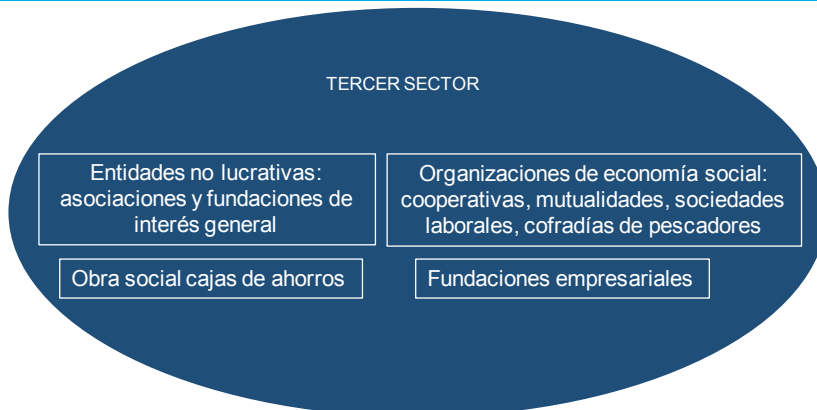 TERCER SECTOR
Entidades no lucrativas:
asociaciones y fundaciones de
interés general
Organizaciones de economía social:
cooperativas, mutualidades, sociedades
laborales, cofradías de pescadores
Obra social cajas de ahorros
Fundaciones empresariales